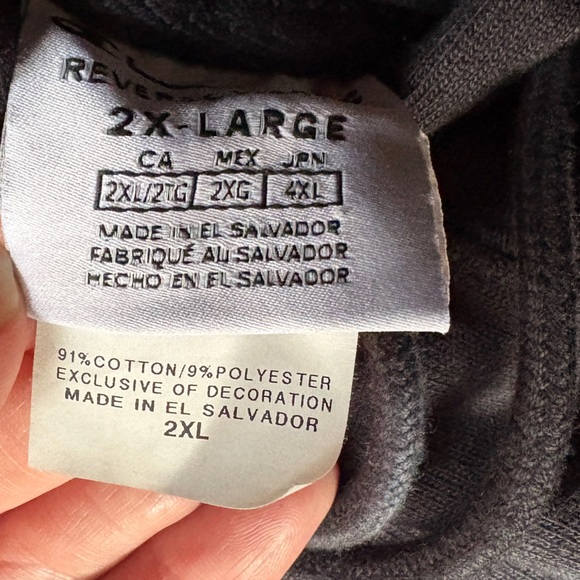 2X-LARGE
CA MEX JPN
2XL/2TG 2XG 4XL
MADE IN EL SALVADOR
FABRIQUÉ AU SALVADOR
HECHO EN EL SALVADOR
91%COTTON/9%POLYESTER
EXCLUSIVE OF DECORATION
MADE IN EL SALVADOR
2XL